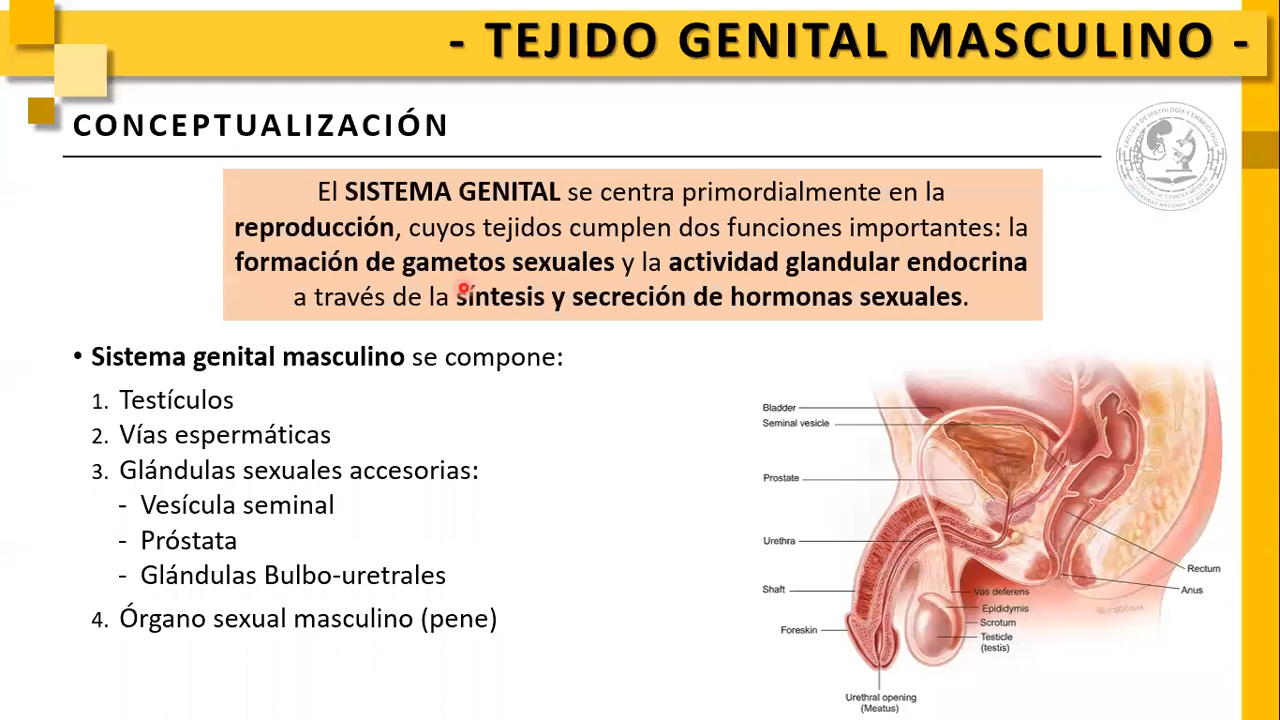 - TEJIDO GENITAL MASCULINO -
CONCEPTUALIZACIÓN
El SISTEMA GENITAL se centra primordialmente en la
reproducción, cuyos tejidos cumplen dos funciones importantes: la
formación de gametos sexuales y la actividad glandular endocrina
a través de la síntesis y secreción de hormonas sexuales.
• Sistema genital masculino se compone:
1. Testículos
2. Vías espermáticas
3. Glándulas sexuales accesorias:
- Vesícula seminal
- Próstata
- Glándulas Bulbo-uretrales
4. Órgano sexual masculino (pene)
Bladder
Seminal vesicle
Prostate
Urethra
Shaft
Foreskin
Urethral opening
(Meatus)
Vas deferens
Epididymis
Scrotum
Testicle
(testis)
Rectum
Anus